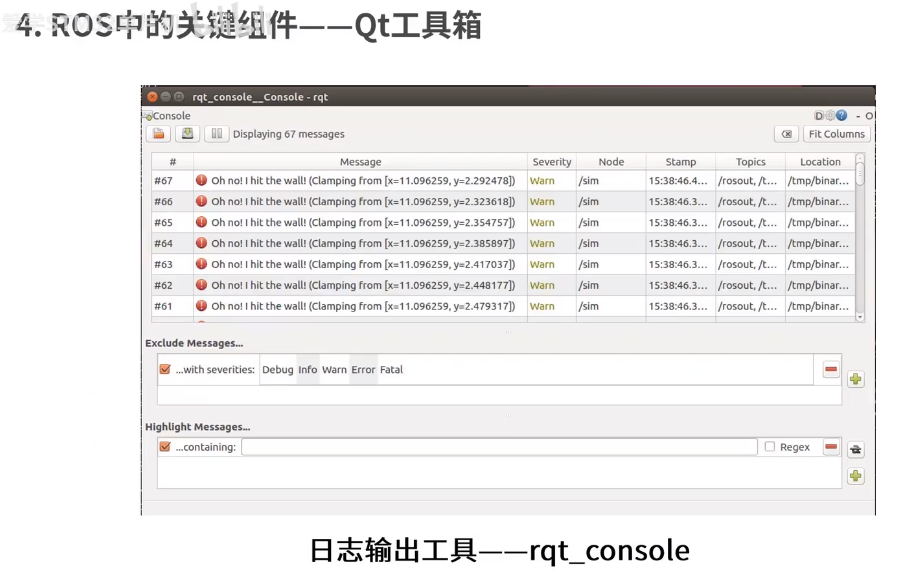 4. ROS中的关键组件——Qt工具箱
rqt_console__Console - rqt
Console
D
- O
Displaying 67 messages
Fit Columns
# Message Severity Node Stamp Topics Location
#67 Oh no! I hit the wall! (Clamping from [x=11.096259, y=2.292478]) Warn /sim 15:38:46.4... /rosout, /t... /tmp/binar...
#66 Oh no! I hit the wall! (Clamping from [x=11.096259, y=2.323618]) Warn /sim 15:38:46.3... /rosout, /t... /tmp/binar...
#65 Oh no! I hit the wall! (Clamping from [x=11.096259, y=2.354757]) Warn /sim 15:38:46.3... /rosout, /t... /tmp/binar...
#64 Oh no! I hit the wall! (Clamping from [x=11.096259, y=2.385897]) Warn /sim 15:38:46.3... /rosout, /t... /tmp/binar...
#63 Oh no! I hit the wall! (Clamping from [x=11.096259, y=2.417037]) Warn /sim 15:38:46.3... /rosout, /t... /tmp/binar...
#62 Oh no! I hit the wall! (Clamping from [x=11.096259, y=2.448177]) Warn /sim 15:38:46.3... /rosout, /t... /tmp/binar...
#61 Oh no! I hit the wall! (Clamping from [x=11.096259, y=2.479317]) Warn /sim 15:38:46.3... /rosout, /t... /tmp/binar...
Exclude Messages...
...with severities: Debug Info Warn Error Fatal
Highlight Messages...
...containing: Regex
日志输出工具——rqt_console